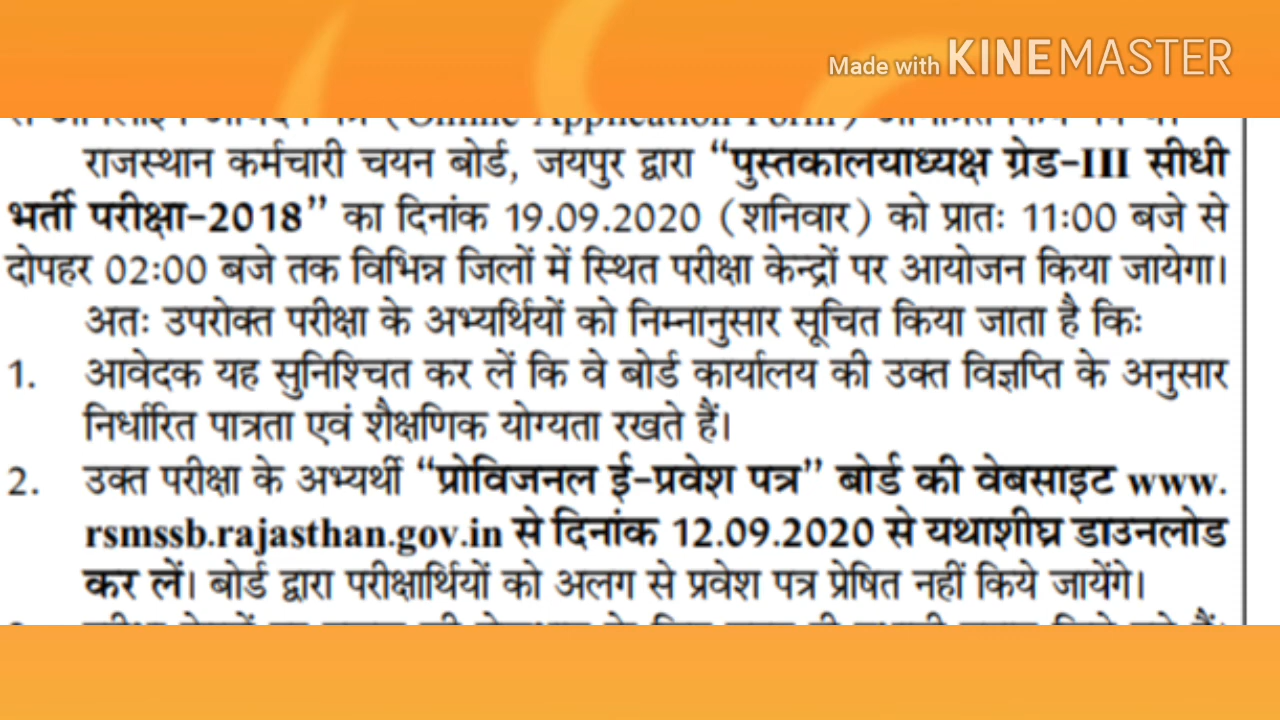 Made with KINEMASTER
(Online Application Form)
राजस्थान कर्मचारी चयन बोर्ड, जयपुर द्वारा “पुस्तकालयाध्यक्ष ग्रेड-III सीधी
भर्ती परीक्षा-2018” का दिनांक 19.09.2020 (शनिवार) को प्रातः 11:00 बजे से
दोपहर 02:00 बजे तक विभिन्न जिलों में स्थित परीक्षा केन्द्रों पर आयोजन किया जायेगा।
अतः उपरोक्त परीक्षा के अभ्यर्थियों को निम्नानुसार सूचित किया जाता है किः
1. आवेदक यह सुनिश्चित कर लें कि वे बोर्ड कार्यालय की उक्त विज्ञप्ति के अनुसार
निर्धारित पात्रता एवं शैक्षणिक योग्यता रखते हैं।
2. उक्त परीक्षा के अभ्यर्थी “प्रोविजनल ई-प्रवेश पत्र” बोर्ड की वेबसाइट www.
rsmssb.rajasthan.gov.in से दिनांक 12.09.2020 से यथाशीघ्र डाउनलोड
कर लें। बोर्ड द्वारा परीक्षार्थियों को अलग से प्रवेश पत्र प्रेषित नहीं किये जायेंगे।